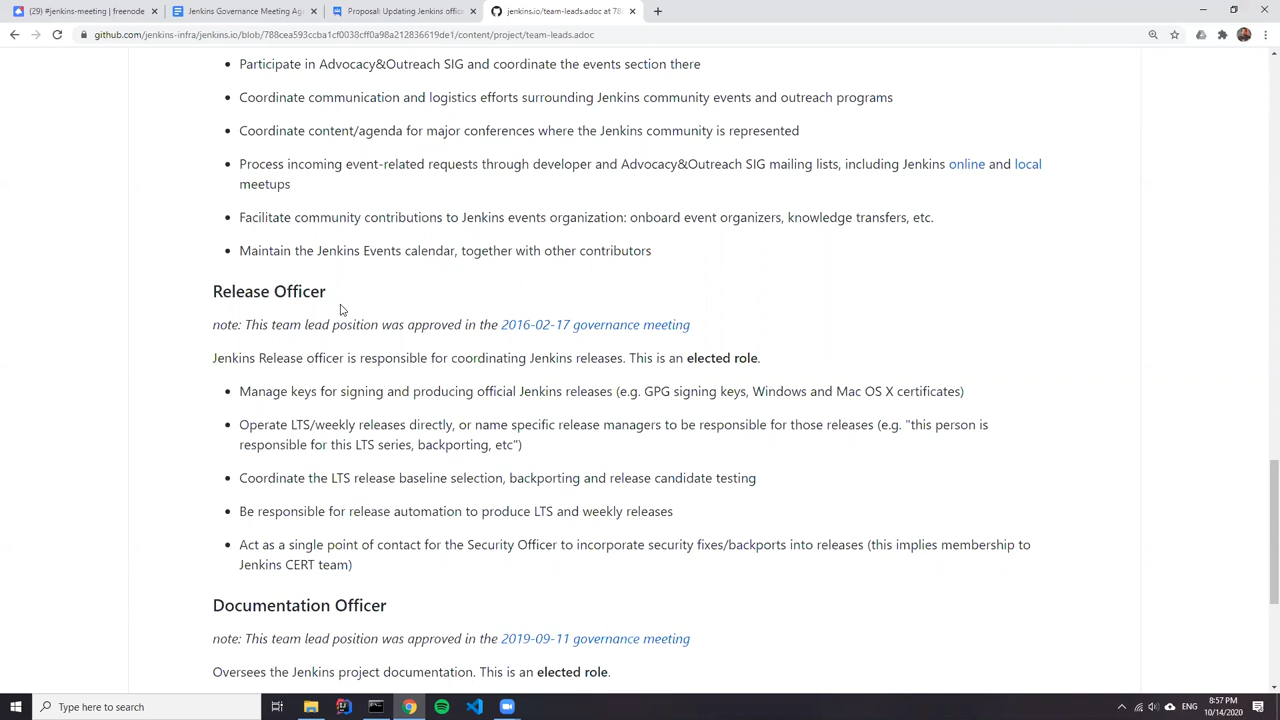 (29) #jenkins-meeting | freenode
Jenkins Governance Meeting Ag
Proposal: Updating Jenkins office
jenkins.io/team-leads.adoc at 78
github.com/jenkins-infra/jenkins.io/blob/788cea593ccba1cf0038cff0a98a212836619de1/content/project/team-leads.adoc
Participate in Advocacy&Outreach SIG and coordinate the events section there
Coordinate communication and logistics efforts surrounding Jenkins community events and outreach programs
Coordinate content/agenda for major conferences where the Jenkins community is represented
Process incoming event-related requests through developer and Advocacy&Outreach SIG mailing lists, including Jenkins online and local
meetups
Facilitate community contributions to Jenkins events organization: onboard event organizers, knowledge transfers, etc.
Maintain the Jenkins Events calendar, together with other contributors
Release Officer
note: This team lead position was approved in the 2016-02-17 governance meeting
Jenkins Release officer is responsible for coordinating Jenkins releases. This is an elected role.
Manage keys for signing and producing official Jenkins releases (e.g. GPG signing keys, Windows and Mac OS X certificates)
Operate LTS/weekly releases directly, or name specific release managers to be responsible for those releases (e.g. "this person is
responsible for this LTS series, backporting, etc")
Coordinate the LTS release baseline selection, backporting and release candidate testing
Be responsible for release automation to produce LTS and weekly releases
Act as a single point of contact for the Security Officer to incorporate security fixes/backports into releases (this implies membership to
Jenkins CERT team)
Documentation Officer
note: This team lead position was approved in the 2019-09-11 governance meeting
Oversees the Jenkins project documentation. This is an elected role.
Type here to search
ENG
8:57 PM
10/14/2020